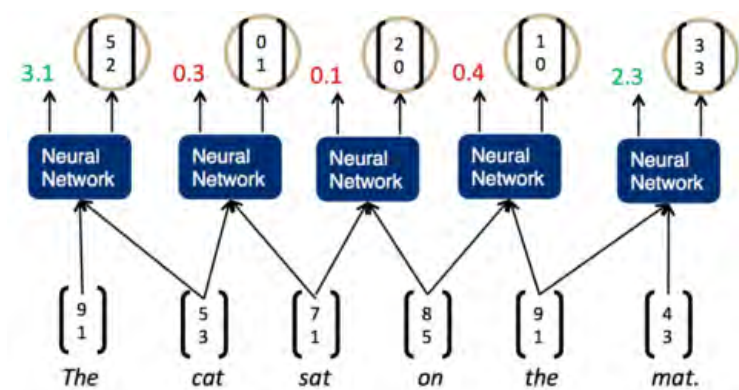 3.1 5 0.3 0 0.1 2 0.4 1 2.3 3
2 1 0 0 3
Neural Neural Neural Neural Neural
Network Network Network Network Network
9 5 7 8 9 4
1 3 1 5 1 3
The cat sat on the mat.